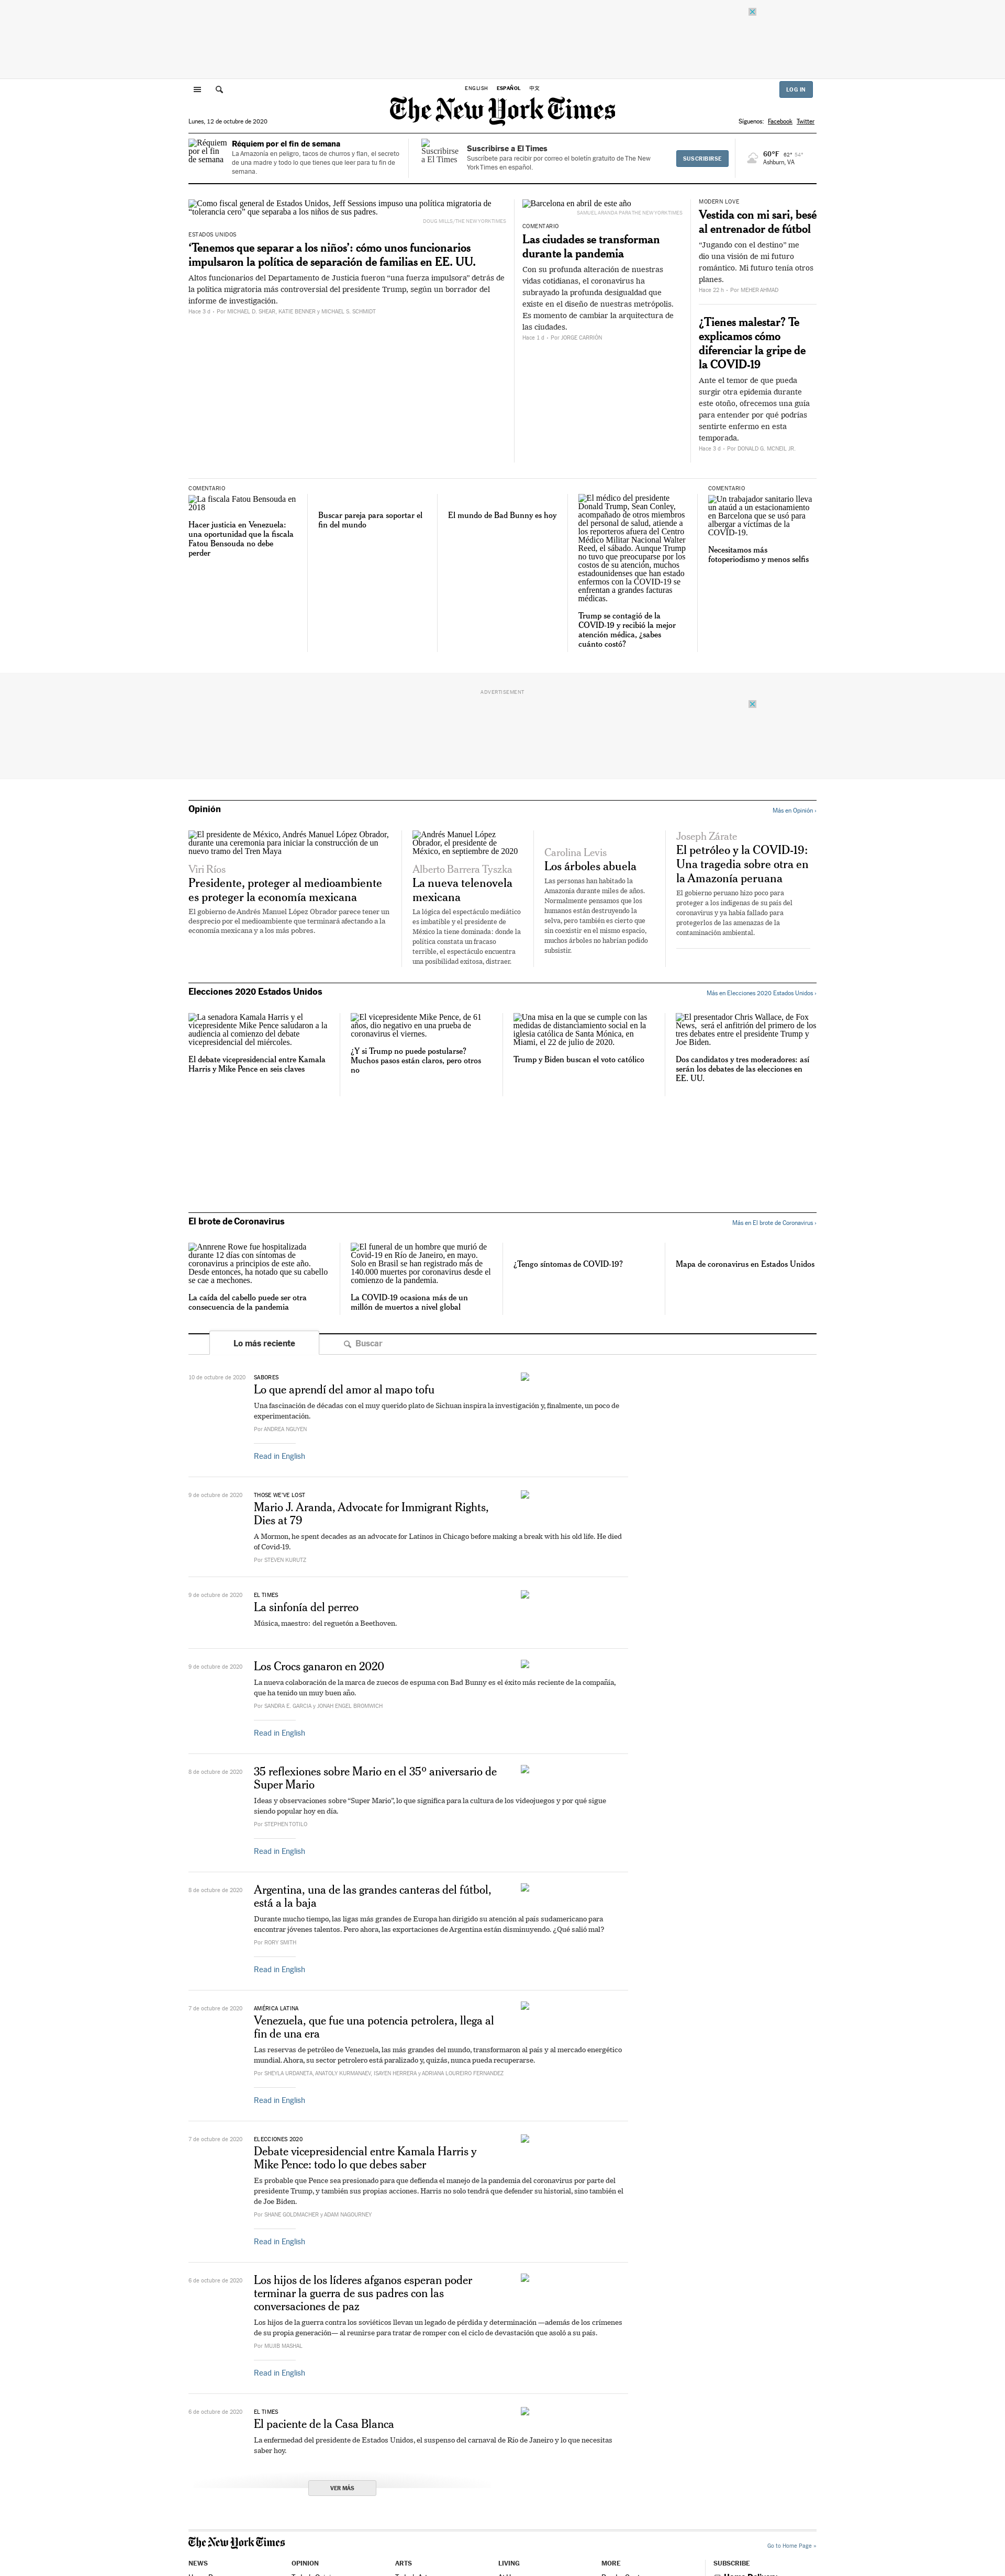 ENGLISH ESPAÑOL 中文
LOG IN
The New York Times
Lunes, 12 de octubre de 2020
Síguenos: Facebook Twitter
Réquiem por el fin de semana
Réquiem por el fin de semana
La Amazonía en peligro, tacos de churros y flan, el secreto
de una madre y todo lo que tienes que leer para tu fin de
semana.
Suscribirse a El Times
Suscribirse a El Times
Suscríbete para recibir por correo el boletín gratuito de The New
York Times en español.
SUSCRIBIRSE
60°F 82° 54°
Ashburn, VA
Como fiscal general de Estados Unidos, Jeff Sessions impuso una política migratoria de
“tolerancia cero” que separaba a los niños de sus papás.
DOUG MILLS/THE NEW YORK TIMES
ESTADOS UNIDOS
‘Tenemos que separar a los niños’: cómo unos funcionarios
impulsaron la política de separación de familias en EE. UU.
Altos funcionarios del Departamento de Justicia fueron “una fuerza impulsora” detrás de
la política migratoria más controversial del presidente Trump, según un borrador del
informe de investigación.
Hace 3 d · Por MICHAEL D. SHEAR, KATIE BENNER y MICHAEL S. SCHMIDT
Barcelona en abril de este año
SAMUEL ARANDA PARA THE NEW YORK TIMES
COMENTARIO
Las ciudades se transforman
durante la pandemia
Con su profunda alteración de nuestras
vidas cotidianas, el coronavirus ha
subrayado la profunda desigualdad que
existe en el diseño de nuestras metrópolis.
Es momento de cambiar la arquitectura de
las ciudades.
Hace 1 d · Por JORGE CARRIÓN
MODERN LOVE
Vestida con mi sari, besé
al entrenador de fútbol
“Jugando con el destino” me
dio una visión de mi futuro
romántico. Mi futuro tenía otros
planes.
Hace 22 h · Por MEHER AHMAD
¿Tienes malestar? Te
explicamos cómo
diferenciar la gripe de
la COVID-19
Ante el temor de que pueda
surgir otra epidemia durante
este otoño, ofrecemos una guía
para entender por qué podrías
sentirte enfermo en esta
temporada.
Hace 3 d · Por DONALD G. MCNEIL JR.
COMENTARIO
La fiscala Fatou Bensouda en
2018
Hacer justicia en Venezuela:
una oportunidad que la fiscala
Fatou Bensouda no debe
perder
Buscar pareja para soportar el
fin del mundo
El mundo de Bad Bunny es hoy
El médico del presidente
Donald Trump, Sean Conley,
acompañado de otros miembros
del personal de salud, atiende a
los reporteros afuera del Centro
Médico Militar Nacional Walter
Reed, el sábado. Aunque Trump
no tuvo que preocuparse por los
costos de su atención, muchos
estadounidenses que han estado
enfermos con la COVID-19 se
enfrentan a grandes facturas
médicas.
Trump se contagió de la
COVID-19 y recibió la mejor
atención médica, ¿sabes
cuánto costó?
COMENTARIO
Un trabajador sanitario lleva
un ataúd a un estacionamiento
en Barcelona que se usó para
albergar a víctimas de la
COVID-19.
Necesitamos más
fotoperiodismo y menos selfis
ADVERTISEMENT
Opinión
Más en Opinión ›
El presidente de México, Andrés Manuel López Obrador,
durante una ceremonia para iniciar la construcción de un
nuevo tramo del Tren Maya
Viri Ríos
Presidente, proteger al medioambiente
es proteger la economía mexicana
El gobierno de Andrés Manuel López Obrador parece tener un
desprecio por el medioambiente que terminará afectando a la
economía mexicana y a los más pobres.
Andrés Manuel López
Obrador, el presidente de
México, en septiembre de 2020
Alberto Barrera Tyszka
La nueva telenovela
mexicana
La lógica del espectáculo mediático
es imbatible y el presidente de
México la tiene dominada: donde la
política constata un fracaso
terrible, el espectáculo encuentra
una posibilidad exitosa, distraer.
Carolina Levis
Los árboles abuela
Las personas han habitado la
Amazonía durante miles de años.
Normalmente pensamos que los
humanos están destruyendo la
selva, pero también es cierto que
sin coexistir en el mismo espacio,
muchos árboles no habrían podido
subsistir.
Joseph Zárate
El petróleo y la COVID-19:
Una tragedia sobre otra en
la Amazonía peruana
El gobierno peruano hizo poco para
proteger a los indígenas de su país del
coronavirus y ya había fallado para
protegerlos de las amenazas de la
contaminación ambiental.
Elecciones 2020 Estados Unidos
Más en Elecciones 2020 Estados Unidos ›
La senadora Kamala Harris y el
vicepresidente Mike Pence saludaron a la
audiencia al comienzo del debate
vicepresidencial del miércoles.
El debate vicepresidencial entre Kamala
Harris y Mike Pence en seis claves
El vicepresidente Mike Pence, de 61
años, dio negativo en una prueba de
coronavirus el viernes.
¿Y si Trump no puede postularse?
Muchos pasos están claros, pero otros
no
Una misa en la que se cumple con las
medidas de distanciamiento social en la
iglesia católica de Santa Mónica, en
Miami, el 22 de julio de 2020.
Trump y Biden buscan el voto católico
El presentador Chris Wallace, de Fox
News, será el anfitrión del primero de los
tres debates entre el presidente Trump y
Joe Biden.
Dos candidatos y tres moderadores: así
serán los debates de las elecciones en
EE. UU.
El brote de Coronavirus
Más en El brote de Coronavirus ›
Annrene Rowe fue hospitalizada
durante 12 días con síntomas de
coronavirus a principios de este año.
Desde entonces, ha notado que su cabello
se cae a mechones.
La caída del cabello puede ser otra
consecuencia de la pandemia
El funeral de un hombre que murió de
Covid-19 en Río de Janeiro, en mayo.
Solo en Brasil se han registrado más de
140.000 muertes por coronavirus desde el
comienzo de la pandemia.
La COVID-19 ocasiona más de un
millón de muertos a nivel global
¿Tengo síntomas de COVID-19?
Mapa de coronavirus en Estados Unidos
Lo más reciente
Buscar
10 de octubre de 2020
SABORES
Lo que aprendí del amor al mapo tofu
Una fascinación de décadas con el muy querido plato de Sichuan inspira la investigación y, finalmente, un poco de
experimentación.
Por ANDREA NGUYEN
Read in English
9 de octubre de 2020
THOSE WE'VE LOST
Mario J. Aranda, Advocate for Immigrant Rights,
Dies at 79
A Mormon, he spent decades as an advocate for Latinos in Chicago before making a break with his old life. He died
of Covid-19.
Por STEVEN KURUTZ
9 de octubre de 2020
EL TIMES
La sinfonía del perreo
Música, maestro: del reguetón a Beethoven.
9 de octubre de 2020
Los Crocs ganaron en 2020
La nueva colaboración de la marca de zuecos de espuma con Bad Bunny es el éxito más reciente de la compañía,
que ha tenido un muy buen año.
Por SANDRA E. GARCIA y JONAH ENGEL BROMWICH
Read in English
8 de octubre de 2020
35 reflexiones sobre Mario en el 35º aniversario de
Super Mario
Ideas y observaciones sobre “Super Mario”, lo que significa para la cultura de los videojuegos y por qué sigue
siendo popular hoy en día.
Por STEPHEN TOTILO
Read in English
8 de octubre de 2020
Argentina, una de las grandes canteras del fútbol,
está a la baja
Durante mucho tiempo, las ligas más grandes de Europa han dirigido su atención al país sudamericano para
encontrar jóvenes talentos. Pero ahora, las exportaciones de Argentina están disminuyendo. ¿Qué salió mal?
Por RORY SMITH
Read in English
7 de octubre de 2020
AMÉRICA LATINA
Venezuela, que fue una potencia petrolera, llega al
fin de una era
Las reservas de petróleo de Venezuela, las más grandes del mundo, transformaron al país y al mercado energético
mundial. Ahora, su sector petrolero está paralizado y, quizás, nunca pueda recuperarse.
Por SHEYLA URDANETA, ANATOLY KURMANAEV, ISAYEN HERRERA y ADRIANA LOUREIRO FERNANDEZ
Read in English
7 de octubre de 2020
ELECCIONES 2020
Debate vicepresidencial entre Kamala Harris y
Mike Pence: todo lo que debes saber
Es probable que Pence sea presionado para que defienda el manejo de la pandemia del coronavirus por parte del
presidente Trump, y también sus propias acciones. Harris no solo tendrá que defender su historial, sino también el
de Joe Biden.
Por SHANE GOLDMACHER y ADAM NAGOURNEY
Read in English
6 de octubre de 2020
Los hijos de los líderes afganos esperan poder
terminar la guerra de sus padres con las
conversaciones de paz
Los hijos de la guerra contra los soviéticos llevan un legado de pérdida y determinación —además de los crímenes
de su propia generación— al reunirse para tratar de romper con el ciclo de devastación que asoló a su país.
Por MUJIB MASHAL
Read in English
6 de octubre de 2020
EL TIMES
El paciente de la Casa Blanca
La enfermedad del presidente de Estados Unidos, el suspenso del carnaval de Río de Janeiro y lo que necesitas
saber hoy.
VER MÁS
The New York Times
Go to Home Page »
NEWS OPINION ARTS LIVING MORE SUBSCRIBE